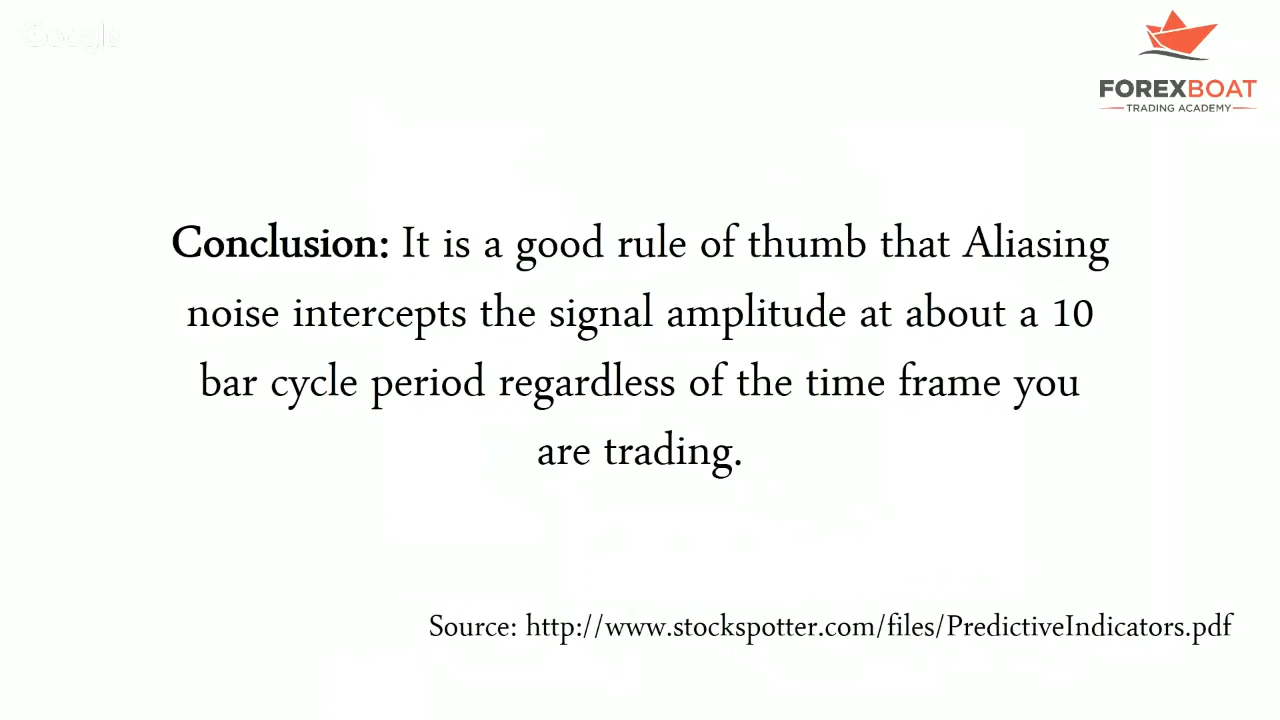 Google
FOREXBOAT
TRADING ACADEMY
Conclusion: It is a good rule of thumb that Aliasing
noise intercepts the signal amplitude at about a 10
bar cycle period regardless of the time frame you
are trading.
Source: http://www.stockspotter.com/files/PredictiveIndicators.pdf